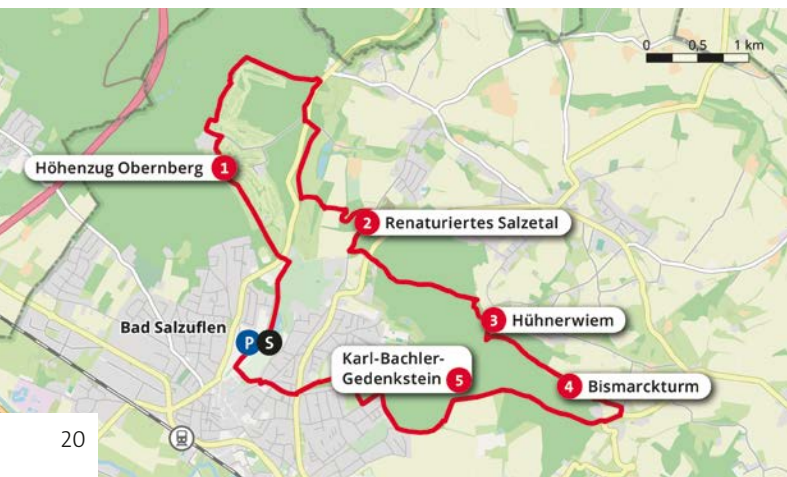 0 0,5 1 km
Höhenzug Obernberg 1
2 Renaturiertes Salzetal
3 Hühnerwiem
Bad Salzuflen
P S
Karl-Bachler-
Gedenkstein 5
4 Bismarckturm
20